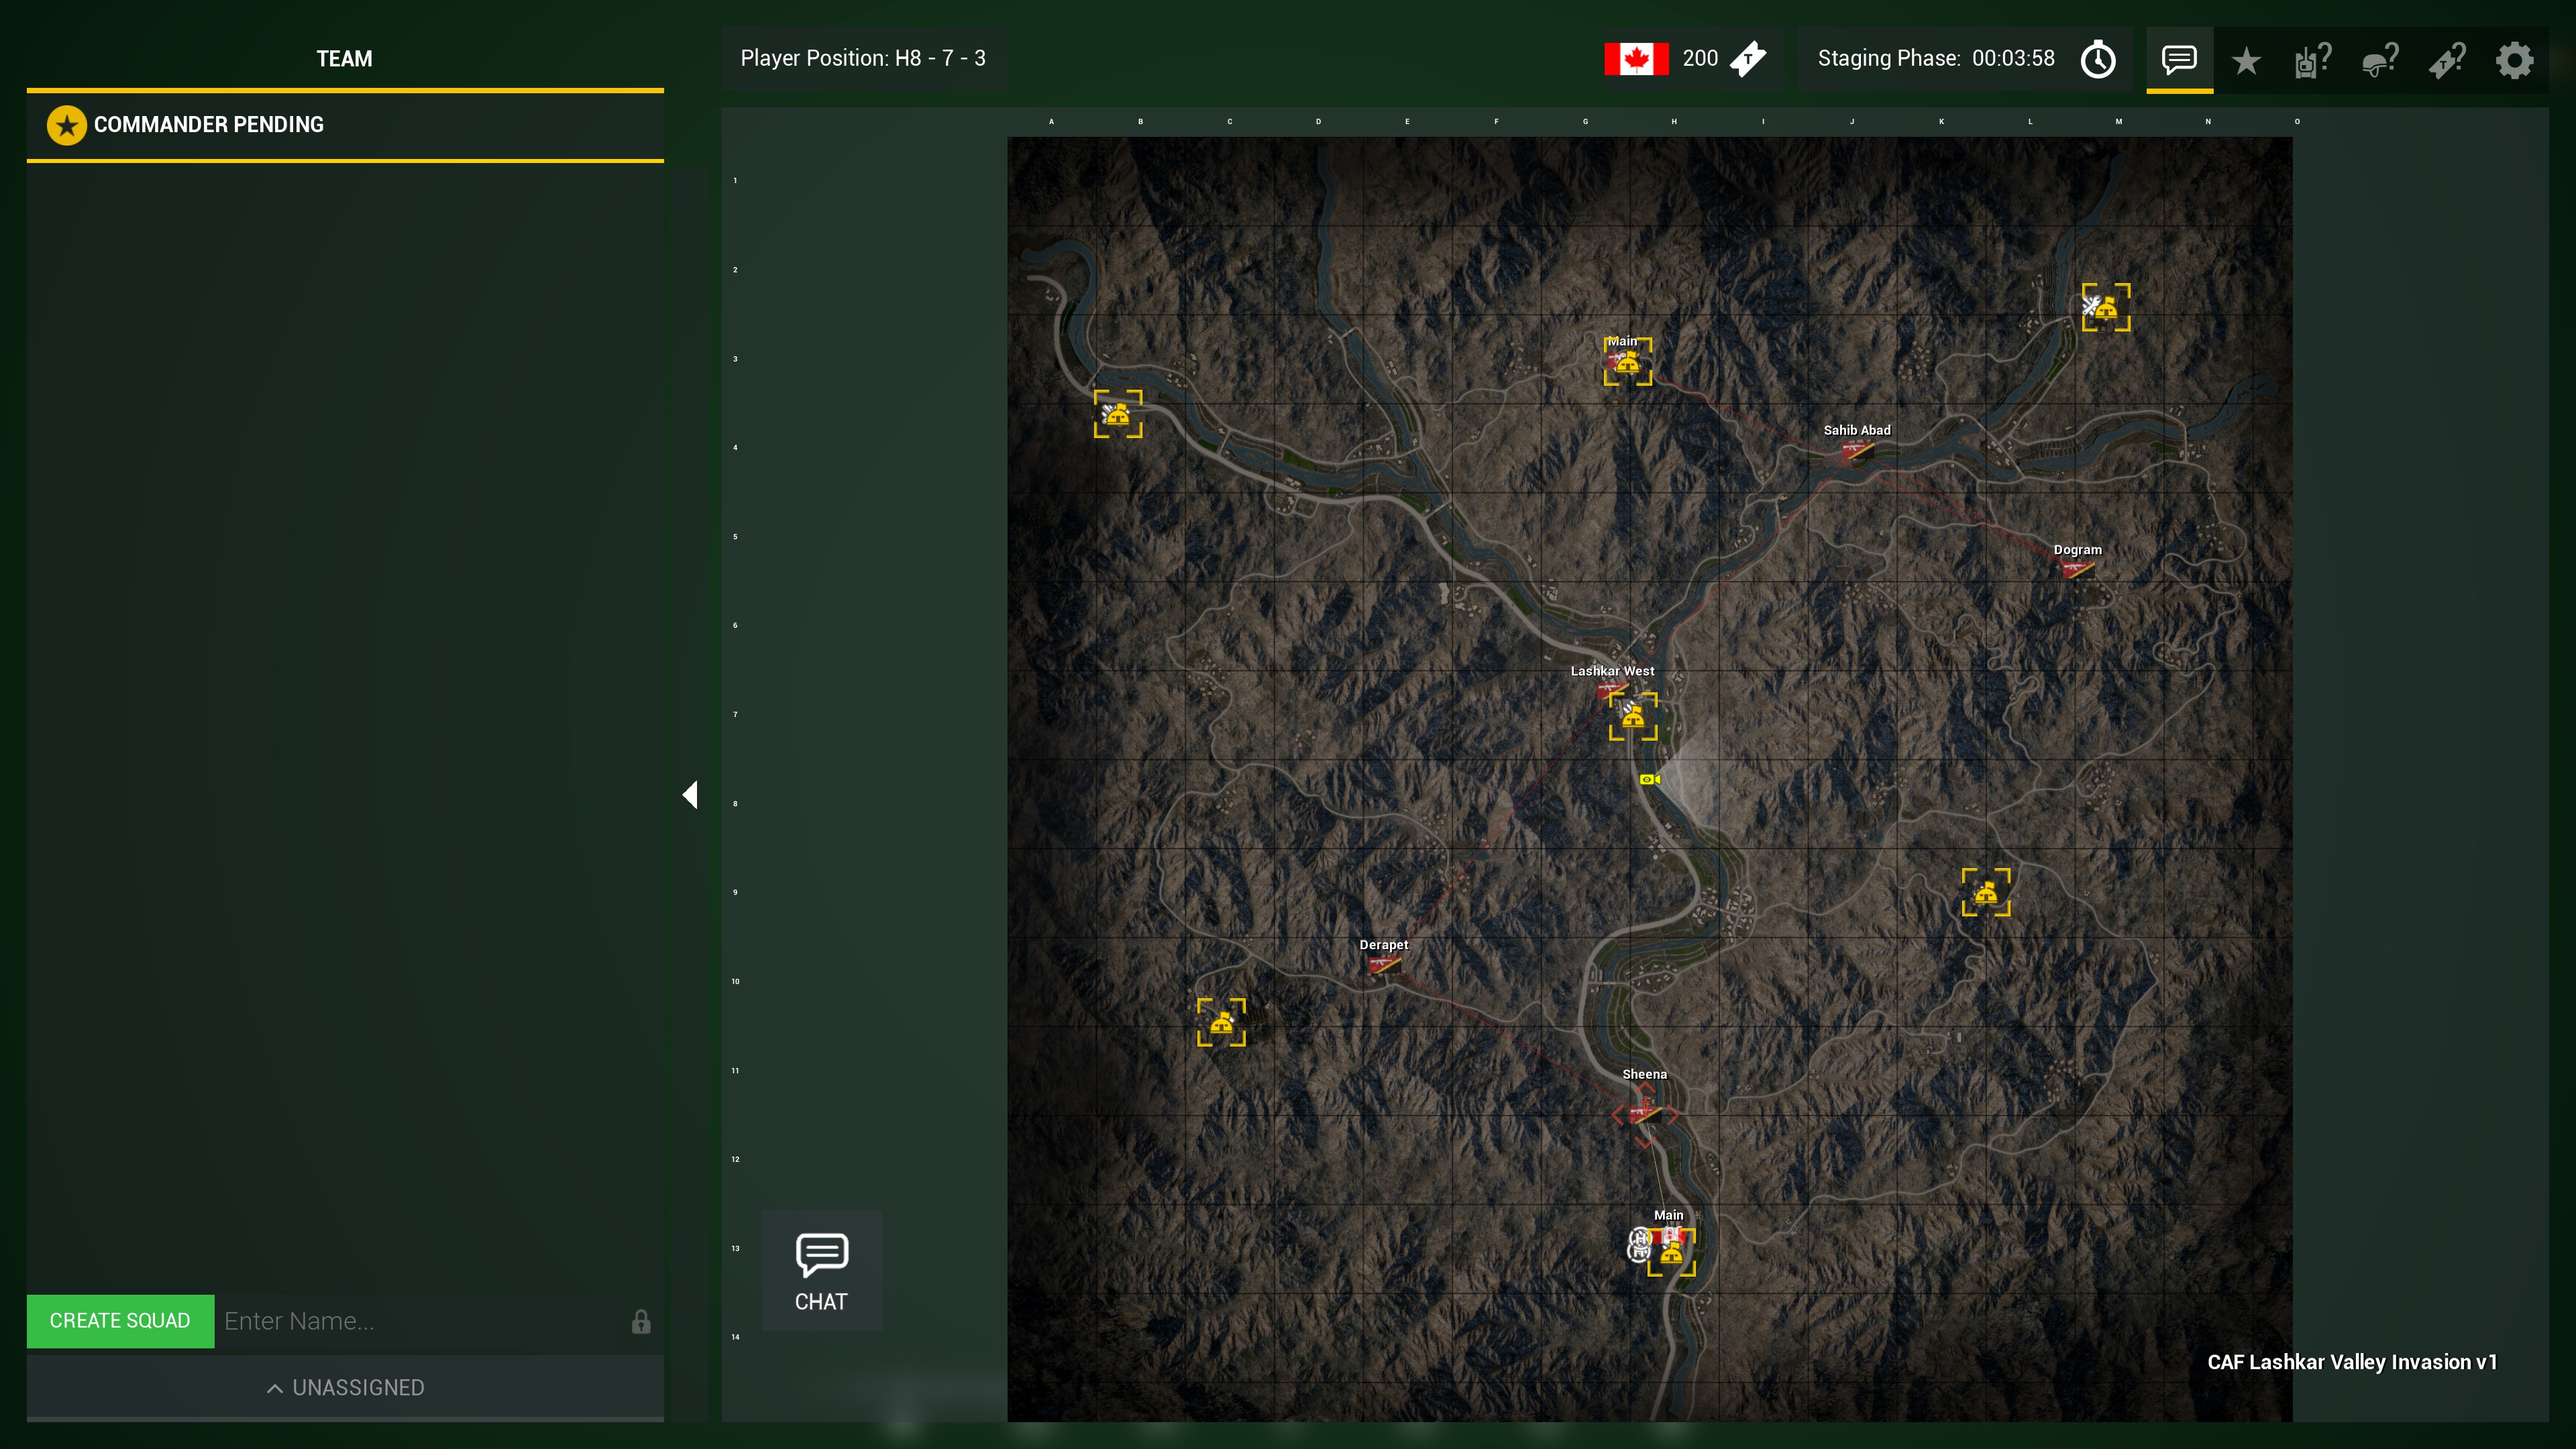 TEAM
COMMANDER PENDING
Player Position: H8 - 7 - 3
200
T
Staging Phase: 00:03:58
? ? T ?
A B C D E F G H I J K L M N O
1
2
3
4
5
6
7
8
9
10
11
12
13
14
Main
Sahib Abad
Dogram
Lashkar West
Derapet
Sheena
Main
CHAT
CREATE SQUAD
Enter Name...
UNASSIGNED
CAF Lashkar Valley Invasion v1